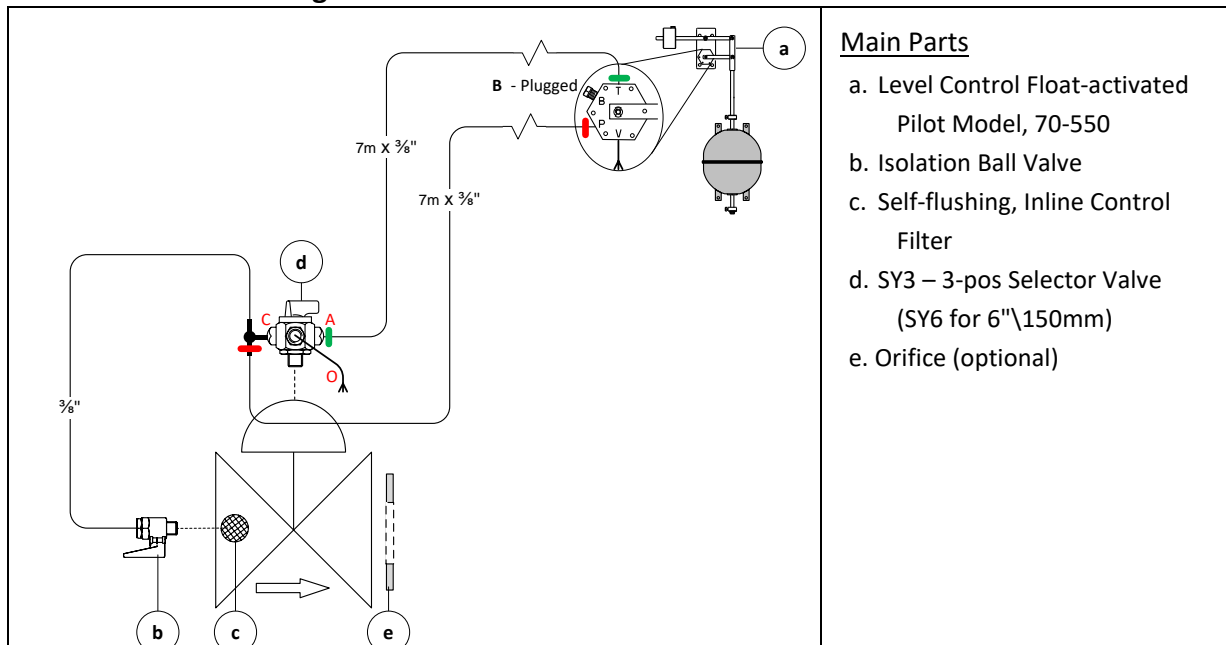 a
B - Plugged
T
B
P
V
7m x ⅜"
7m x ⅜"
d
C
A
O
⅜"
b
c
e
Main Parts
a. Level Control Float-activated
Pilot Model, 70-550
b. Isolation Ball Valve
c. Self-flushing, Inline Control
Filter
d. SY3 – 3-pos Selector Valve
(SY6 for 6"\150mm)
e. Orifice (optional)